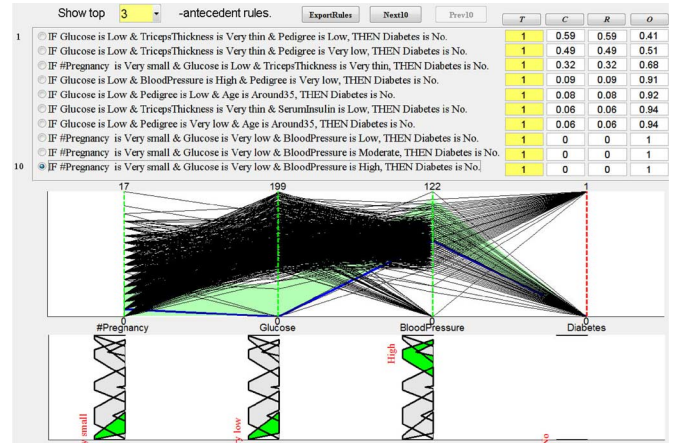 Show top 3 -antecedent rules. ExportRules Next10 Prev10 T C R O
1 IF Glucose is Low & TricepsThickness is Very thin & Pedigree is Low, THEN Diabetes is No. 1 0.59 0.59 0.41
IF Glucose is Low & TricepsThickness is Very thin & Pedigree is Very low, THEN Diabetes is No. 1 0.49 0.49 0.51
IF #Pregnancy is Very small & Glucose is Low & TricepsThickness is Very thin, THEN Diabetes is No. 1 0.32 0.32 0.68
IF Glucose is Low & BloodPressure is High & Pedigree is Very low, THEN Diabetes is No. 1 0.09 0.09 0.91
IF Glucose is Low & Pedigree is Low & Age is Around35, THEN Diabetes is No. 1 0.08 0.08 0.92
IF Glucose is Low & TricepsThickness is Very thin & SerumInsulin is Low, THEN Diabetes is No. 1 0.06 0.06 0.94
IF Glucose is Low & Pedigree is Very low & Age is Around35, THEN Diabetes is No. 1 0.06 0.06 0.94
IF #Pregnancy is Very small & Glucose is Very low & BloodPressure is Low, THEN Diabetes is No. 1 0 0 1
IF #Pregnancy is Very small & Glucose is Very low & BloodPressure is Moderate, THEN Diabetes is No. 1 0 0 1
10 IF #Pregnancy is Very small & Glucose is Very low & BloodPressure is High, THEN Diabetes is No. 1 0 0 1
17 199 122 1
0 0 0 0
#Pregnancy Glucose BloodPressure Diabetes
y small
y low
High
No